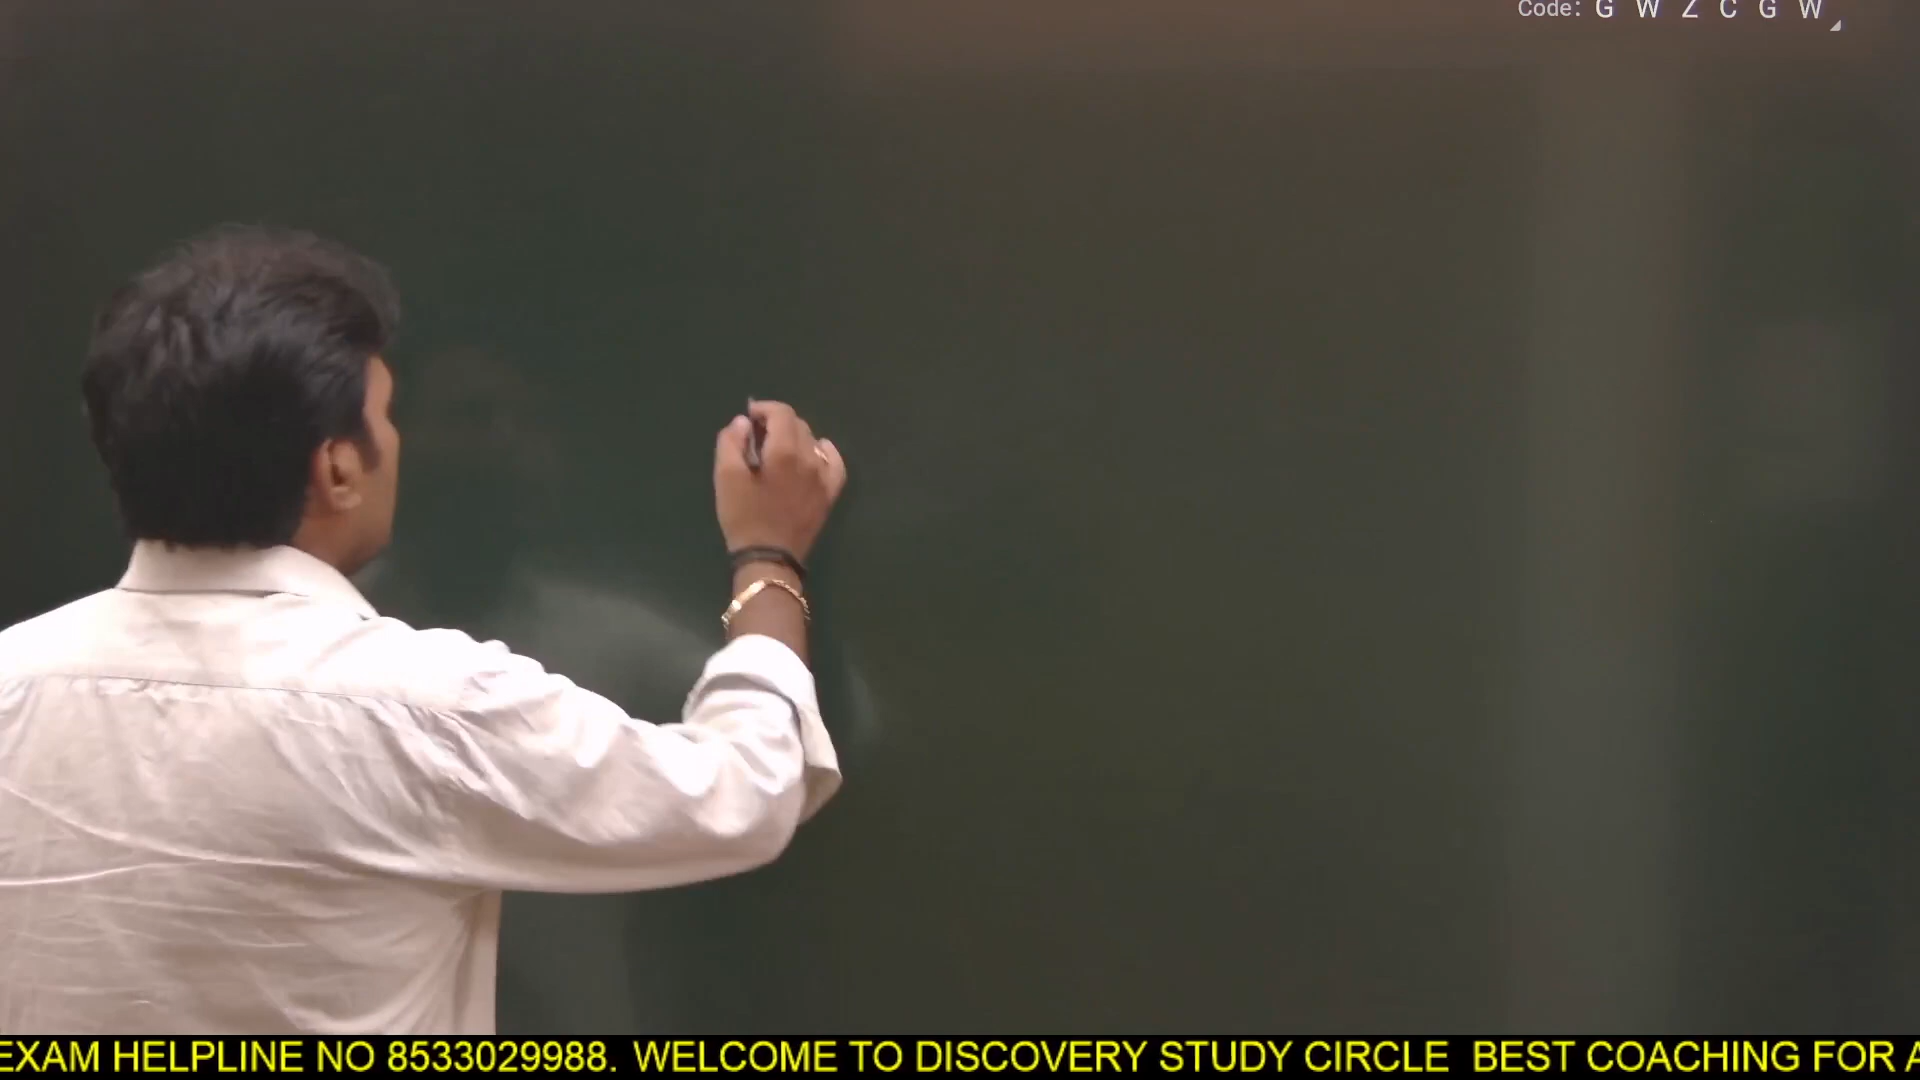 Code: G W Z C G W
EXAM HELPLINE NO 8533029988. WELCOME TO DISCOVERY STUDY CIRCLE BEST COACHING FOR A